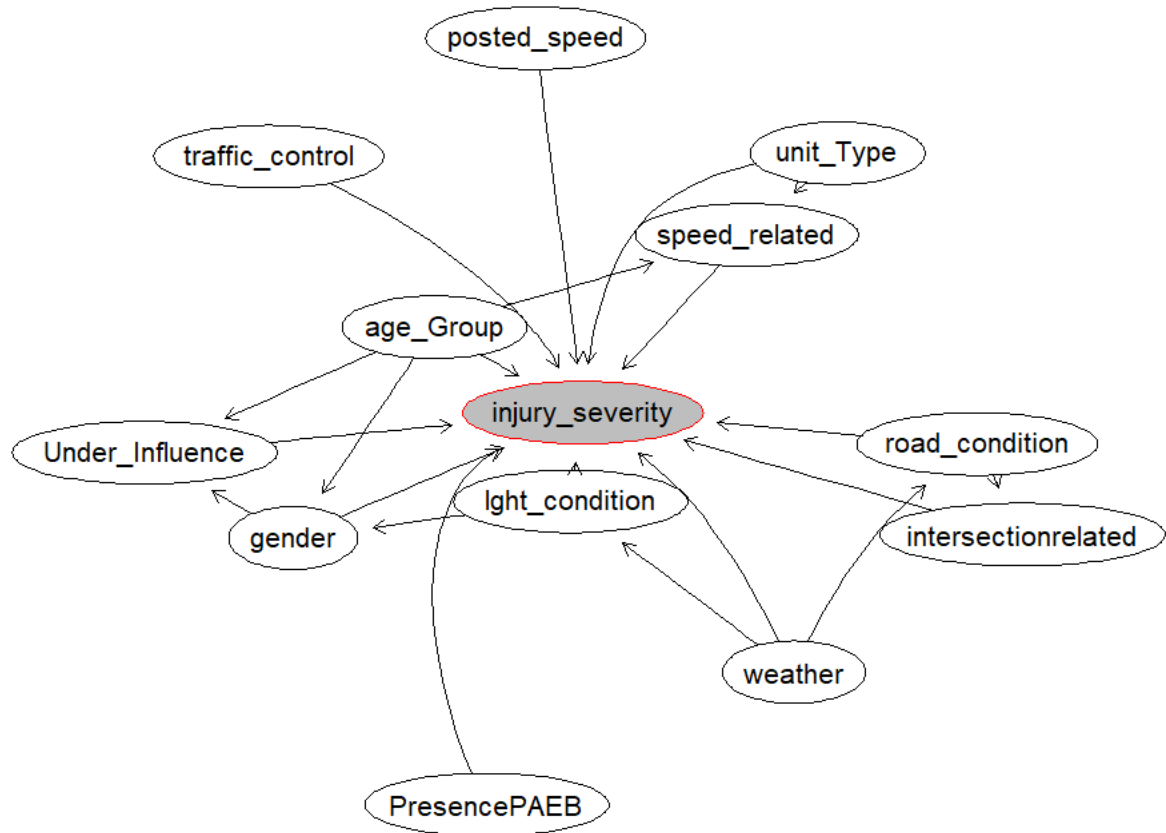 posted_speed
traffic_control
unit_Type
speed_related
age_Group
injury_severity
Under_Influence
road_condition
lght_condition
gender
intersectionrelated
weather
PresencePAEB